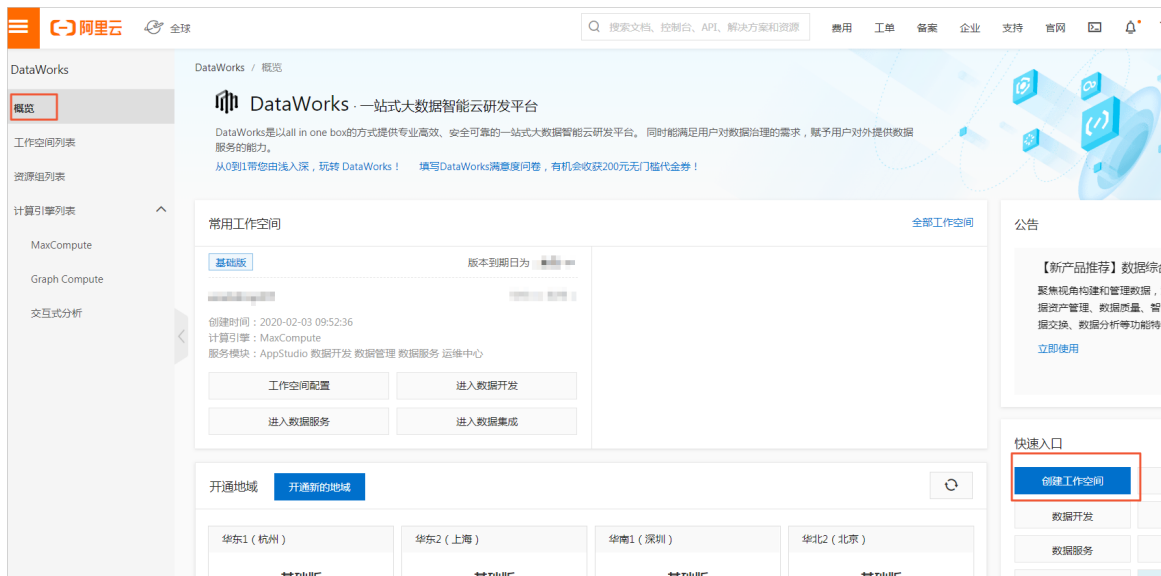 阿里云
全球
搜索文档、控制台、API、解决方案和资源
费用
工单
备案
企业
支持
官网
DataWorks
概览
工作空间列表
资源组列表
计算引擎列表
MaxCompute
Graph Compute
交互式分析
DataWorks / 概览
DataWorks · 一站式大数据智能云研发平台
DataWorks是以all in one box的方式提供专业高效、安全可靠的一站式大数据智能云研发平台。 同时能满足用户对数据治理的需求，赋予用户对外提供数据
服务的能力。
从0到1带您由浅入深，玩转 DataWorks！ 填写DataWorks满意度问卷，有机会收获200元无门槛代金券！
常用工作空间
全部工作空间
基础版
版本到期日为
创建时间：2020-02-03 09:52:36
计算引擎：MaxCompute
服务模块：AppStudio 数据开发 数据管理 数据服务 运维中心
工作空间配置
进入数据开发
进入数据服务
进入数据集成
开通地域
开通新的地域
华东1（杭州）
华东2（上海）
华南1（深圳）
华北2（北京）
基础版
基础版
基础版
基础版
公告
【新产品推荐】数据综
聚焦视角构建和管理数据，
据资产管理、数据质量、智
据交换、数据分析等功能特
立即使用
快速入口
创建工作空间
数据开发
数据服务